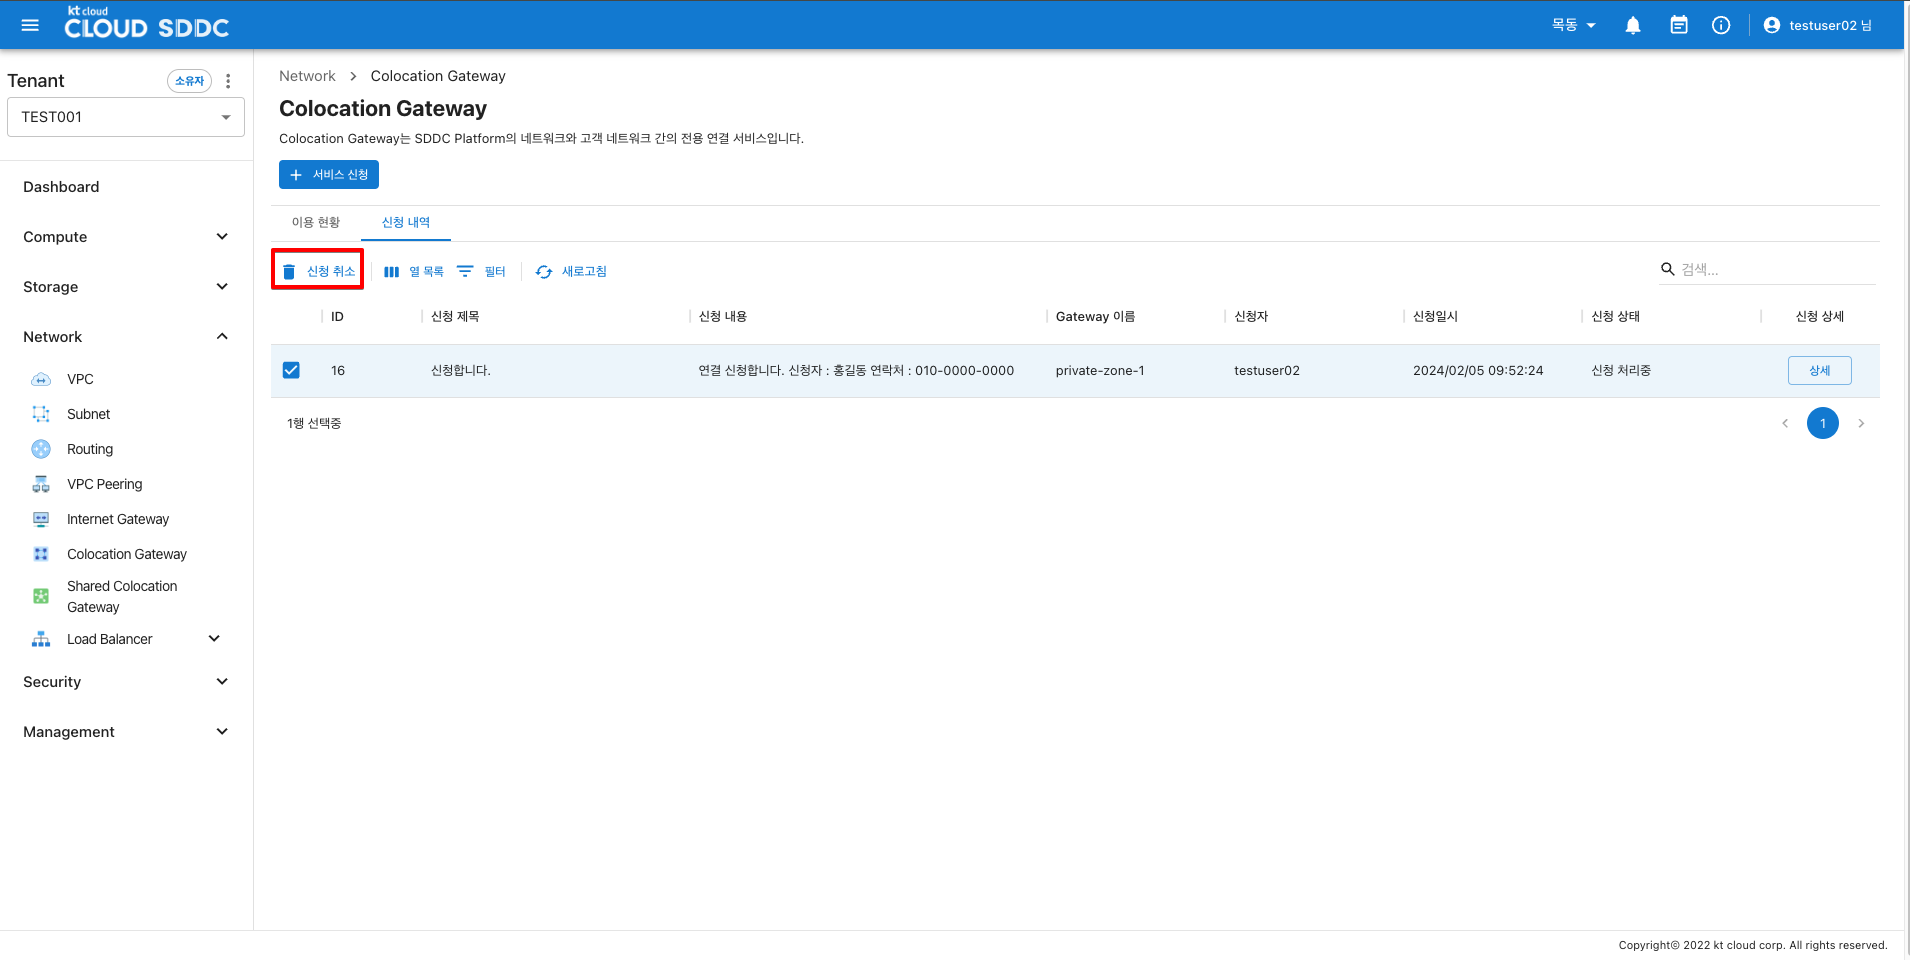 kt cloud
CLOUD SDDC
목동
testuser02 님
Tenant
소유자
TEST001
Dashboard
Compute
Storage
Network
VPC
Subnet
Routing
VPC Peering
Internet Gateway
Colocation Gateway
Shared Colocation
Gateway
Load Balancer
Security
Management
Network > Colocation Gateway
Colocation Gateway
Colocation Gateway는 SDDC Platform의 네트워크와 고객 네트워크 간의 전용 연결 서비스입니다.
+ 서비스 신청
이용 현황 신청 내역
신청 취소 열 목록 필터 새로고침
검색...
ID 신청 제목 신청 내용 Gateway 이름 신청자 신청일시 신청 상태 신청 상세
16 신청합니다. 연결 신청합니다. 신청자 : 홍길동 연락처 : 010-0000-0000 private-zone-1 testuser02 2024/02/05 09:52:24 신청 처리중 상세
1행 선택중
1
Copyright© 2022 kt cloud corp. All rights reserved.